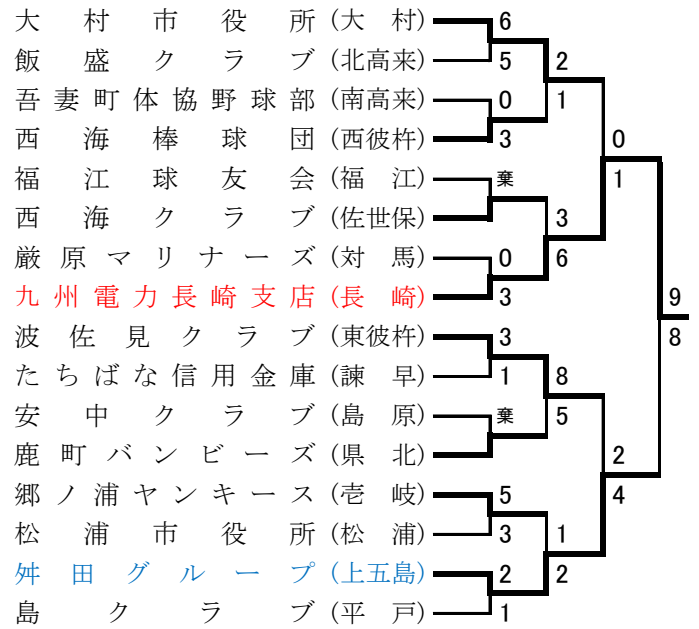 大村市役所(大村) 6
飯盛クラブ(北高来) 5 2
吾妻町体協野球部(南高来) 0 1
西海棒球団(西彼杵) 3 0
福江球友会(福江) 棄 1
西海クラブ(佐世保) 3
厳原マリナーズ(対馬) 0 6
九州電力長崎支店(長崎) 3 9
波佐見クラブ(東彼杵) 3 8
たちばな信用金庫(諫早) 1 8
安中クラブ(島原) 棄 5
鹿町バンビーズ(県北) 2
郷ノ浦ヤンキース(壱岐) 5 4
松浦市役所(松浦) 3 1
舛田グループ(上五島) 2 2
島クラブ(平戸) 1